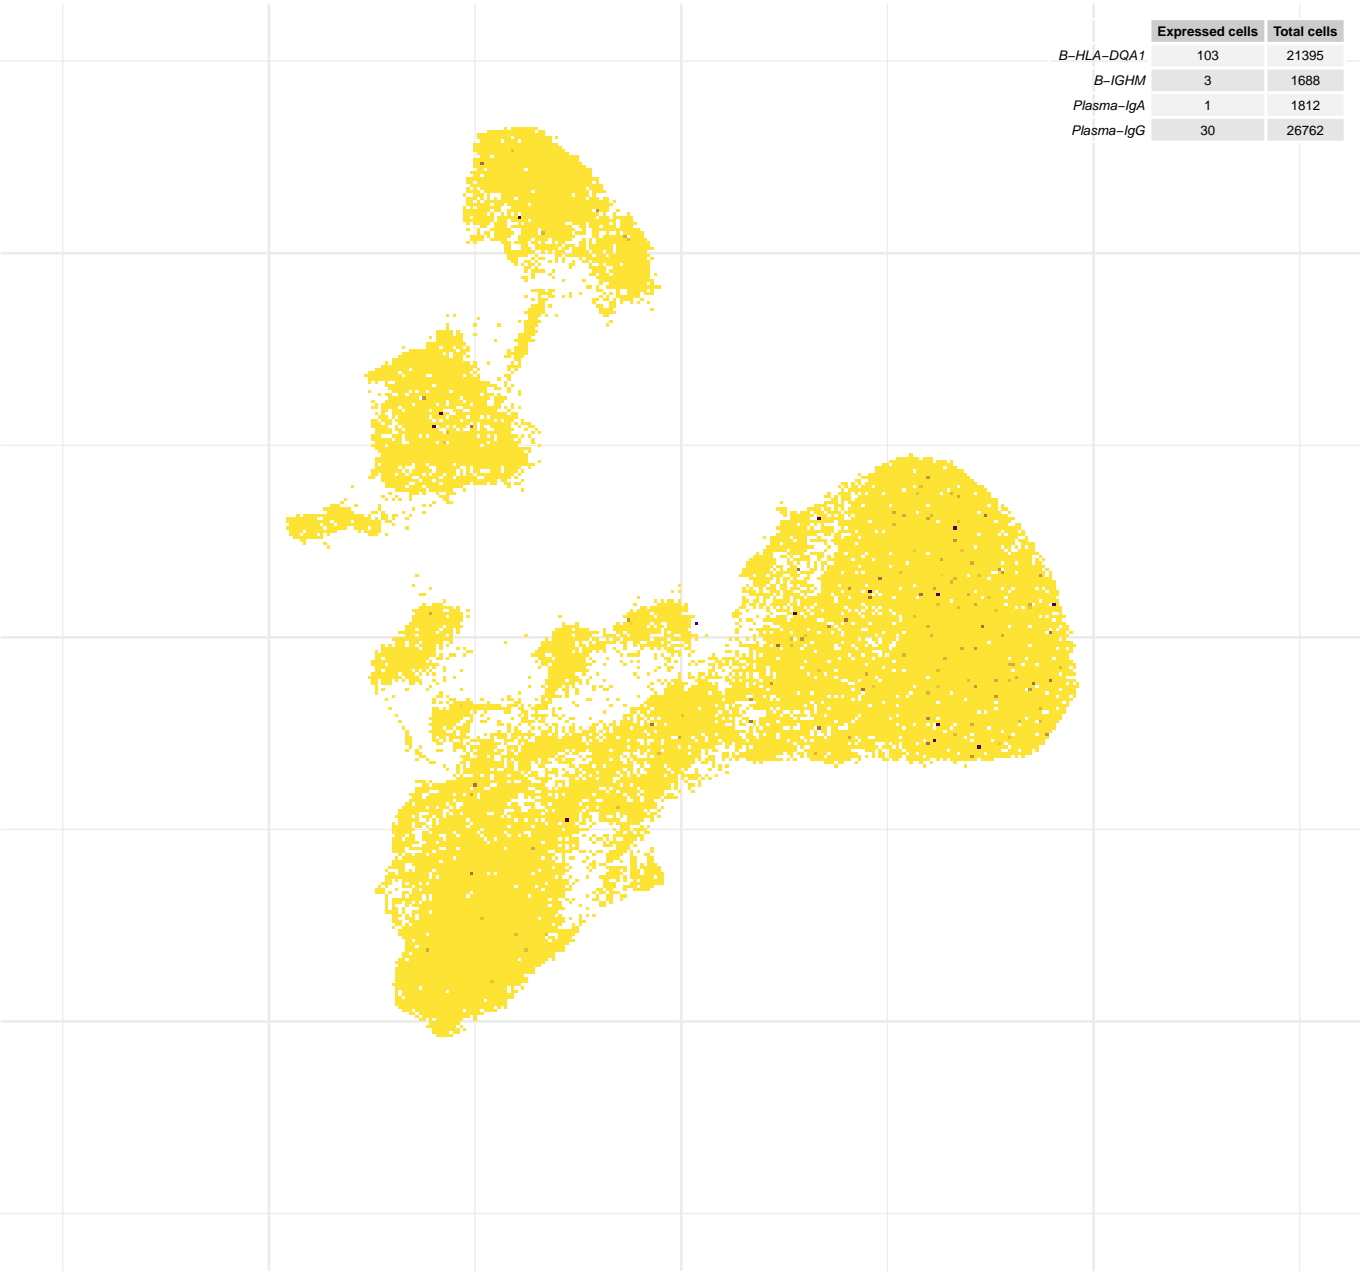 Expressed cells Total cells
B−HLA−DQA1 103 21395
B−IGHM 3 1688
Plasma−IgA 1 1812
Plasma−IgG 30 26762